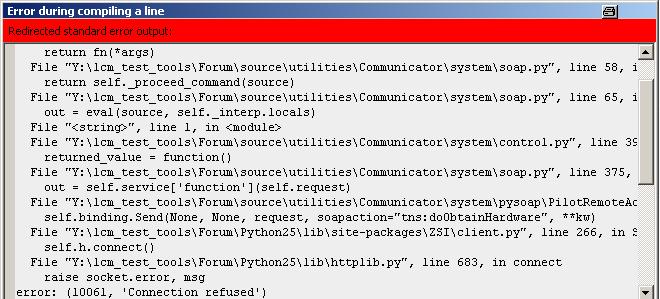 Error during compiling a line
Redirected standard error output:
return fn(*args)
File "Y:\lcm_test_tools\Forum\source\utilities\Communicator\system\soap.py", line 58, i
return self._proceed_command(source)
File "Y:\lcm_test_tools\Forum\source\utilities\Communicator\system\soap.py", line 65, i
out = eval(source, self._interp.locals)
File "<string>", line 1, in <module>
File "Y:\lcm_test_tools\Forum\source\utilities\Communicator\system\control.py", line 39
returned_value = function()
File "Y:\lcm_test_tools\Forum\source\utilities\Communicator\system\soap.py", line 375,
out = self.service['function'](self.request)
File "Y:\lcm_test_tools\Forum\source\utilities\Communicator\system\pysoap\PilotRemoteAc
self.binding.Send(None, None, request, soapaction="tns:doObtainHardware", **kw)
File "Y:\lcm_test_tools\Forum\Python25\lib\site-packages\ZSI\client.py", line 266, in S
self.h.connect()
File "Y:\lcm_test_tools\Forum\Python25\lib\httplib.py", line 683, in connect
raise socket.error, msg
error: (10061, 'Connection refused')